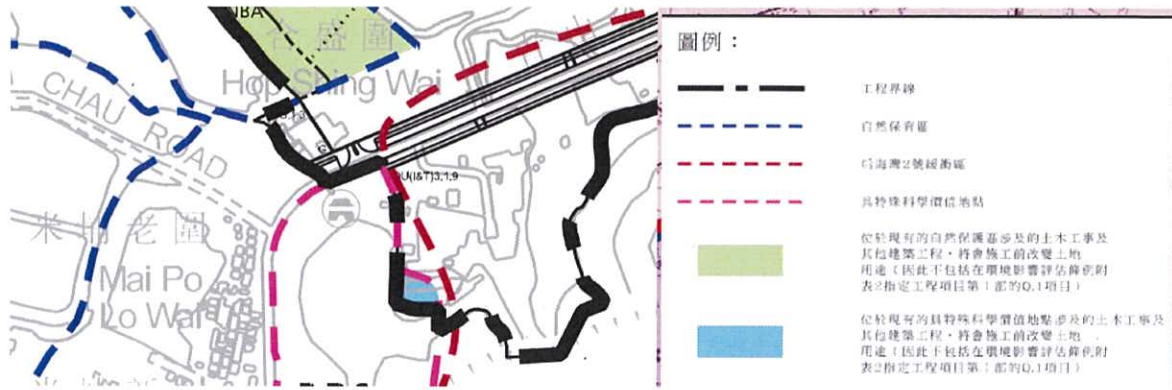 合盛圍
Hop Shing Wai
CHAU ROAD
OU(I&T)3,1,9
米埔老圍
Mai Po
Lo Wai
圖例：
工程界線
自然保育區
后海灣2號緩衝區
具特殊科學價值地點
位於現有的自然保護區涉及的土木工事及
其他建築工程，將會施工前改變土地
用途（因此不包括在環境影響評估條例附
表2指定工程項目第1部的Q.1項目）
位於現有的具特殊科學價值地點涉及的土木工事及
其他建築工程，將會施工前改變土地
用途（因此不包括在環境影響評估條例附
表2指定工程項目第1部的Q.1項目）